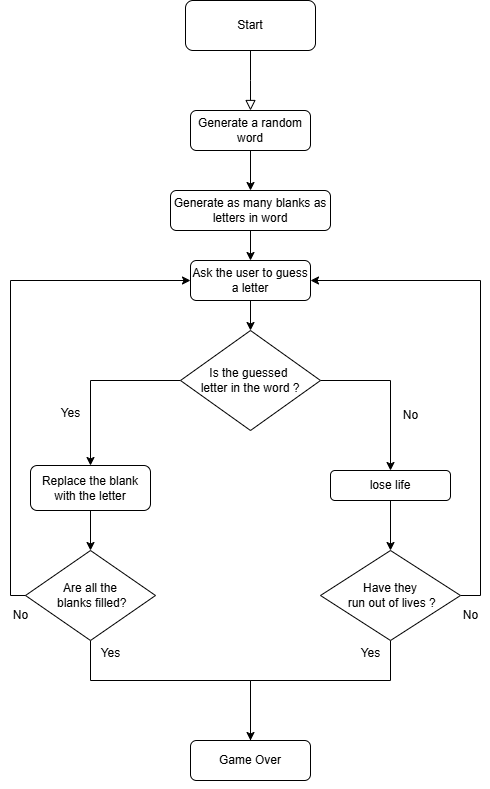 Start
Generate a random
word
Generate as many blanks as
letters in word
Ask the user to guess
a letter
Is the guessed
letter in the word ?
Yes
No
Replace the blank
with the letter
lose life
Are all the
blanks filled?
Have they
run out of lives ?
No
No
Yes
Yes
Game Over